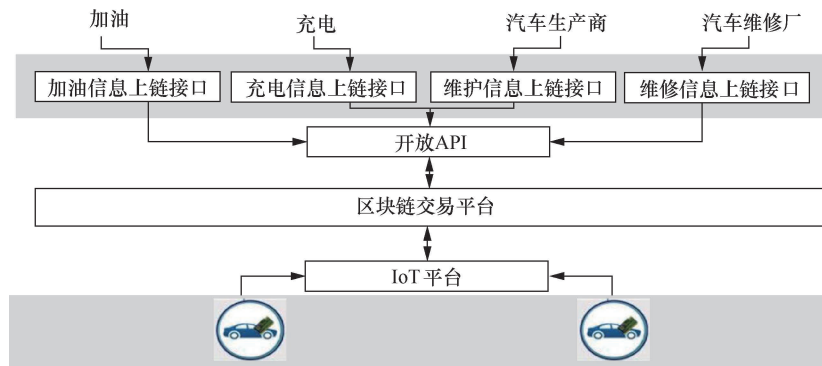 加油
充电
汽车生产商
汽车维修厂
加油信息上链接口
充电信息上链接口
维护信息上链接口
维修信息上链接口
开放API
区块链交易平台
IoT平台